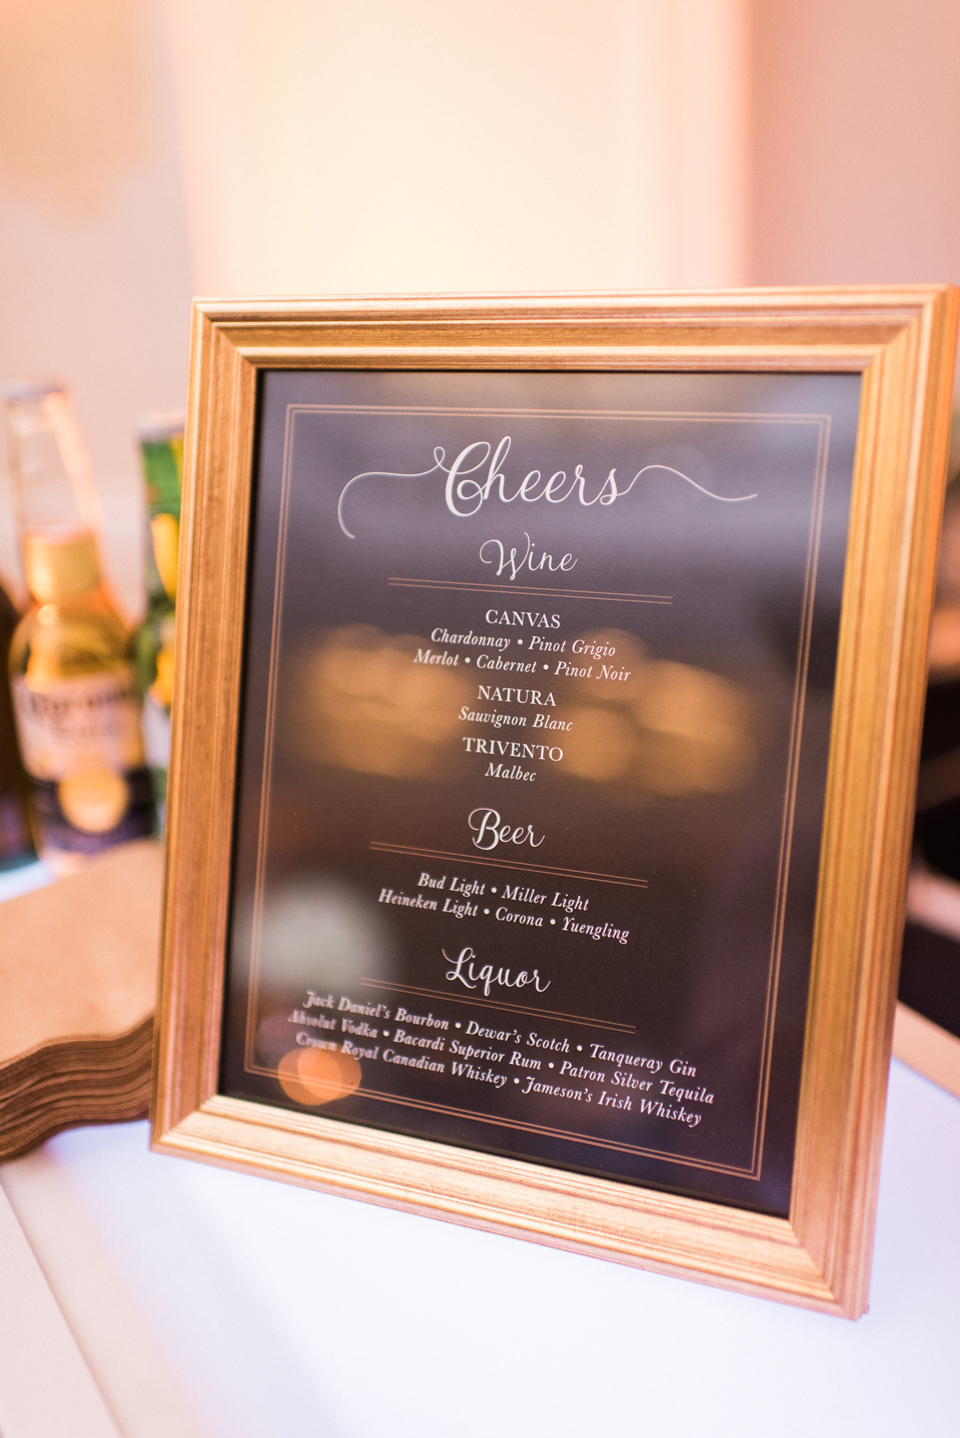 Cheers
Wine
CANVAS
Chardonnay • Pinot Grigio
Merlot • Cabernet • Pinot Noir
NATURA
Sauvignon Blanc
TRIVENTO
Malbec
Beer
Bud Light • Miller Light
Heineken Light • Corona • Yuengling
Liquor
Jack Daniel's Bourbon • Dewar's Scotch • Tanqueray Gin
Absolut Vodka • Bacardi Superior Rum • Patron Silver Tequila
Crown Royal Canadian Whiskey • Jameson's Irish Whiskey